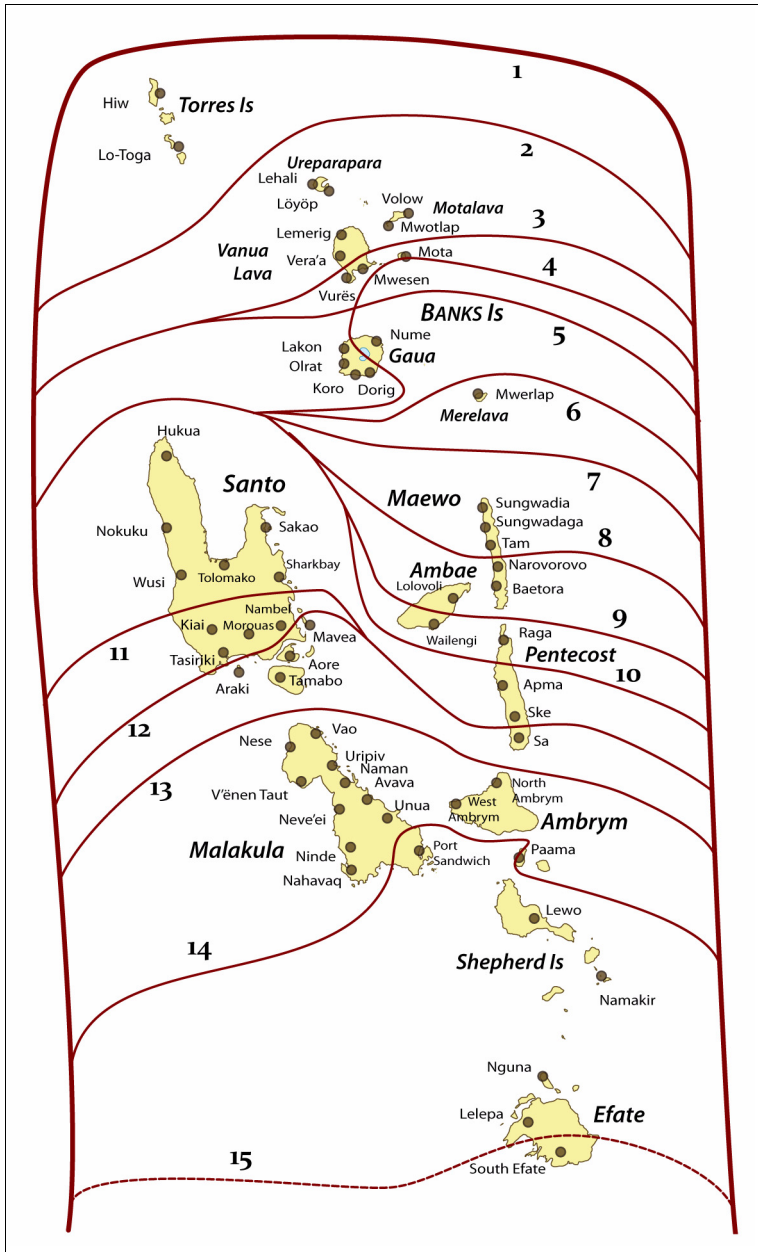 1
Hiw
Torres Is
Lo-Toga
2
Ureparapara
Lehali
Löyöp
Volow
Motalava
Mwotlap
3
Lemerig
Vanua
Lava
Vera'a
Mota
4
Mwesen
Vurës
BANKS Is
5
Nume
Lakon
Gaua
Olrat
Koro
Dorig
Mwerlap
Merelava
6
Hukua
7
Santo
Maewo
Sungwadia
Sungwadaga
Nokuku
Sakao
8
Tam
Ambae
Narovorovo
Sharkbay
Wusi
Tolomako
Lolovoli
Baetora
9
Nambel
Kiai
Morouas
Mavea
Wailengi
Raga
11
Tasiriki
Aore
Pentecost
10
Araki
Tamabo
Apma
12
Ske
Vao
Sa
Nese
Uripiv
13
Naman
V'ënen Taut
Avava
North
Ambrym
West
Ambrym
Neve'ei
Unua
Ambrym
Malakula
Ninde
Port
Sandwich
Paama
Nahavaq
Lewo
14
Shepherd Is
Namakir
Nguna
Lelepa
Efate
15
South Efate